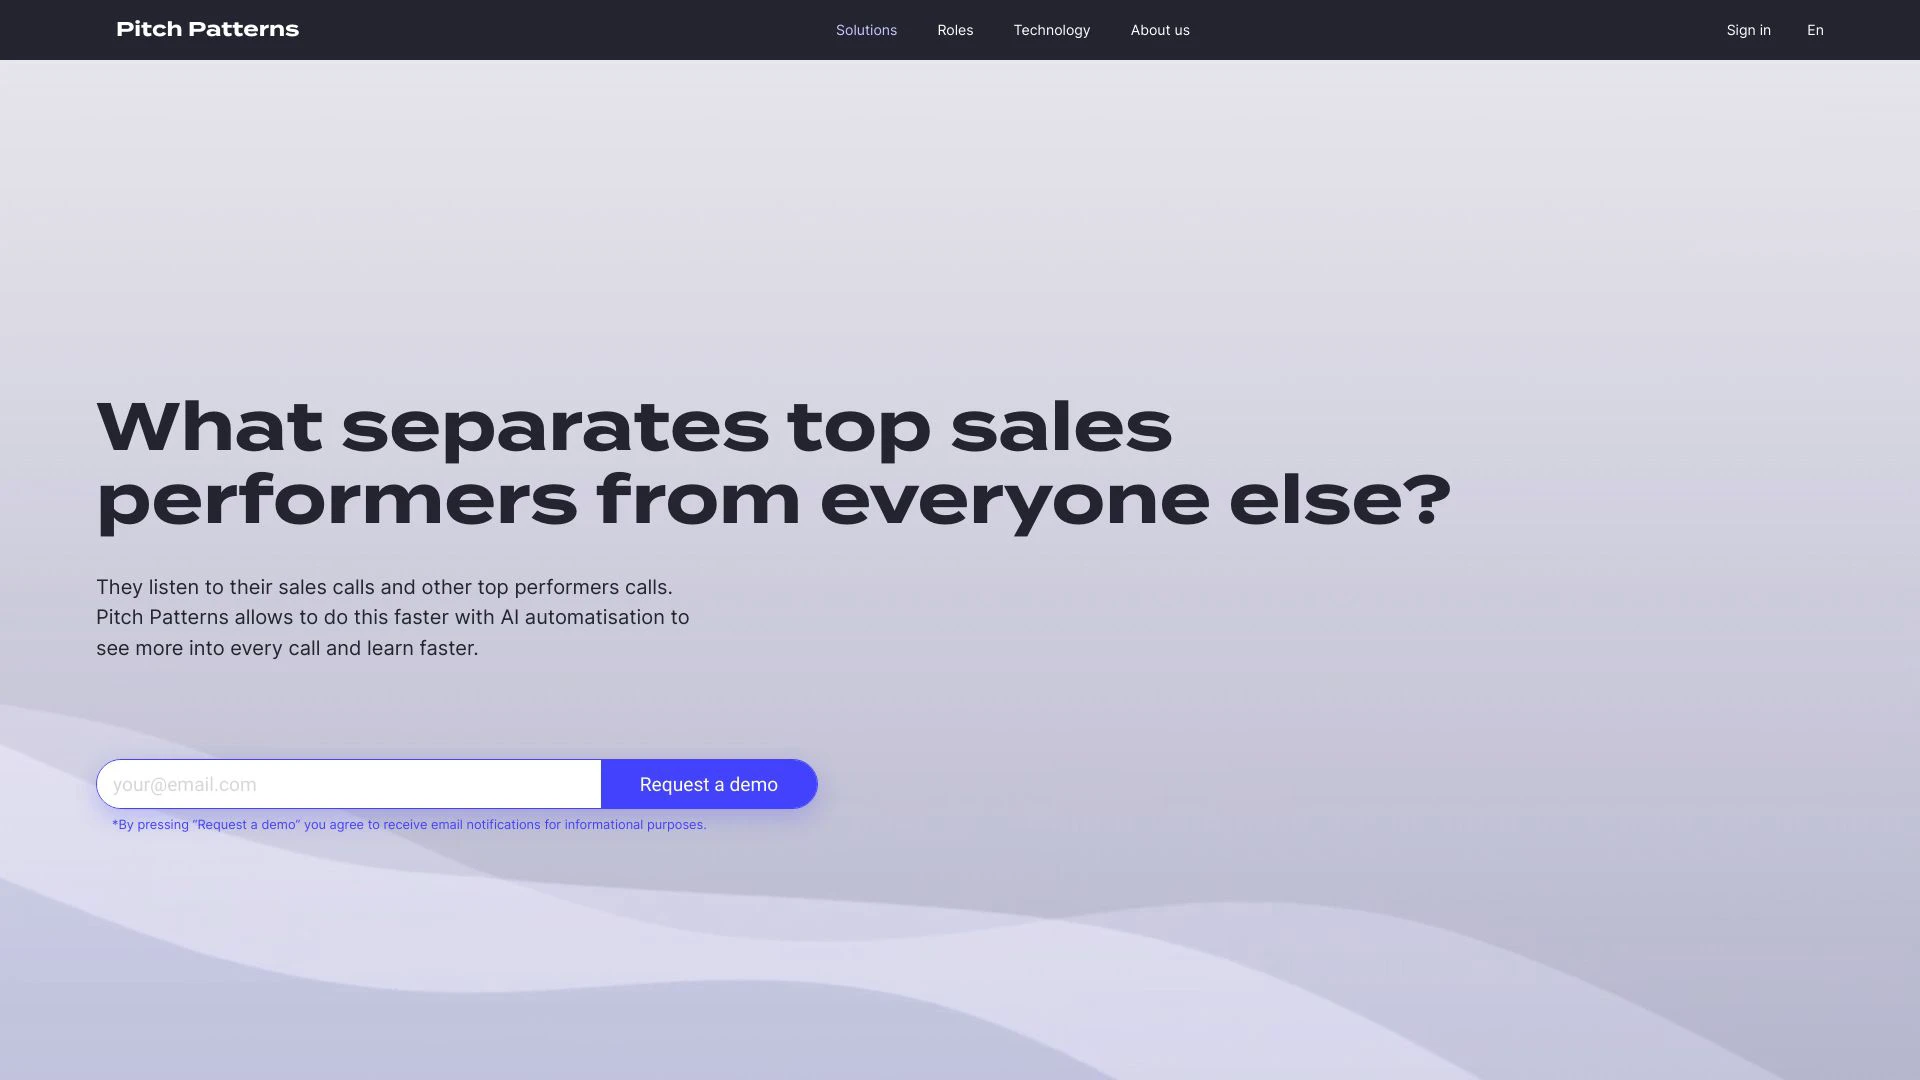 Pitch Patterns
Solutions
Roles
Technology
About us
Sign in
En
What separates top sales
performers from everyone else?
They listen to their sales calls and other top performers calls.
Pitch Patterns allows to do this faster with AI automatisation to
see more into every call and learn faster.
your@email.com
Request a demo
*By pressing “Request a demo” you agree to receive email notifications for informational purposes.